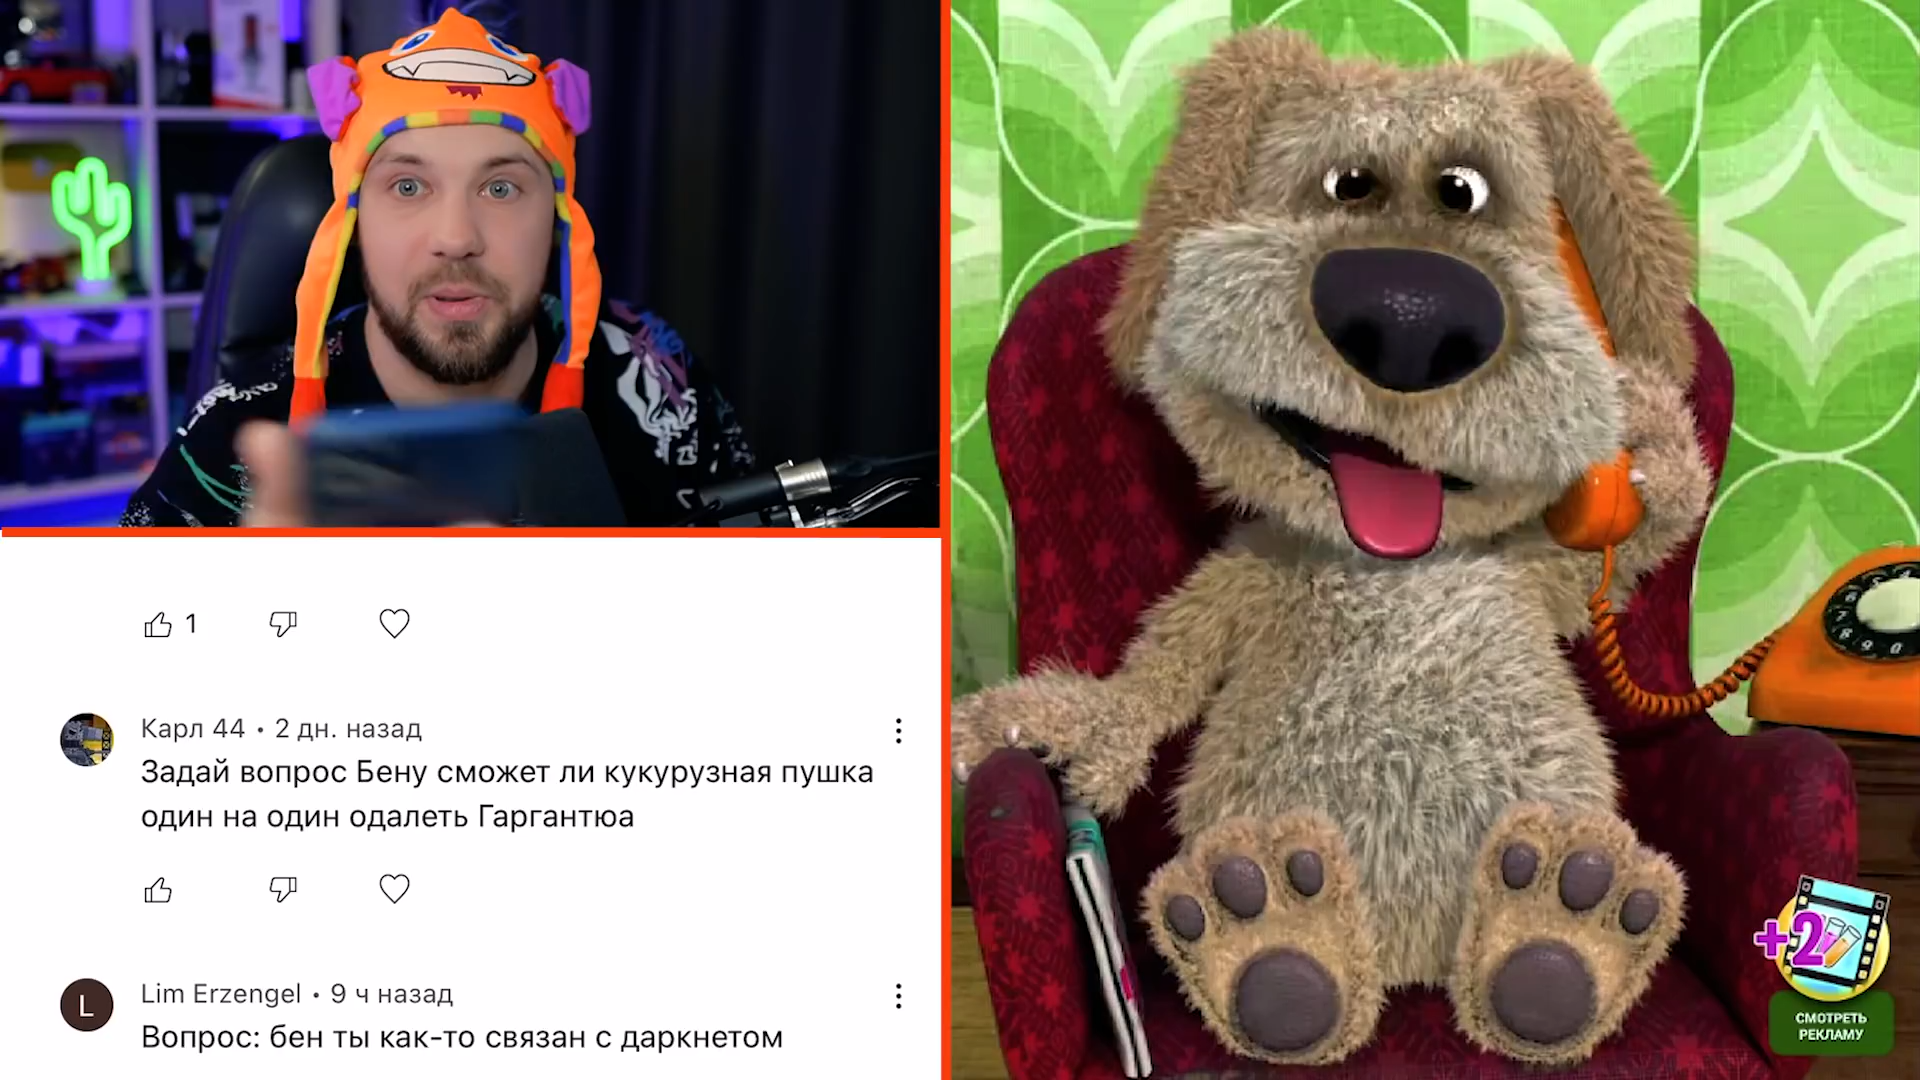 1
Карл 44 • 2 дн. назад
Задай вопрос Бену сможет ли кукурузная пушка
один на один одалеть Гаргантюа
L
Lim Erzengel • 9 ч назад
Вопрос: бен ты как-то связан с даркнетом
+2
СМОТРЕТЬ
РЕКЛАМУ